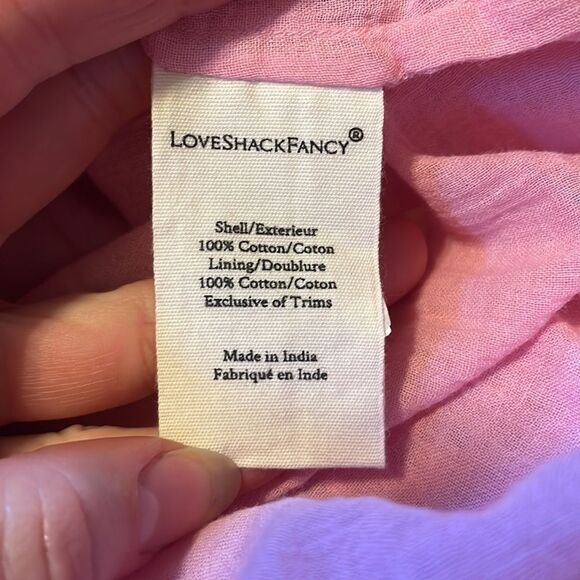 LOVESHACKFANCY®
Shell/Exterieur
100% Cotton/Coton
Lining/Doublure
100% Cotton/Coton
Exclusive of Trims
Made in India
Fabriqué en Inde